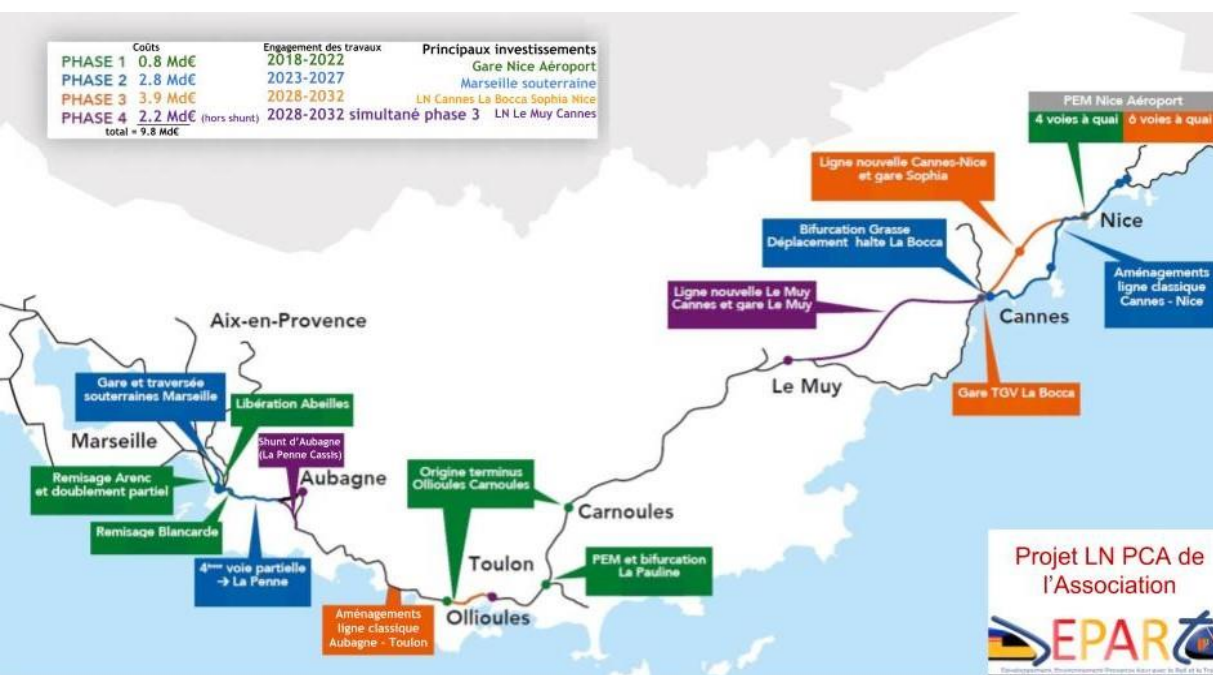 Coûts Engagement des travaux Principaux investissements
PHASE 1 0.8 Md€ 2018-2022 Gare Nice Aéroport
PHASE 2 2.8 Md€ 2023-2027 Marseille souterraine
PHASE 3 3.9 Md€ 2028-2032 LN Cannes La Bocca Sophia Nice
PHASE 4 2.2 Md€ (hors shunt) 2028-2032 simultané phase 3 LN Le Muy Cannes
total = 9.8 Md€
PEM Nice Aéroport
4 voies à quai 6 voies à quai
Ligne nouvelle Cannes-Nice
et gare Sophia
Nice
Bifurcation Grasse
Déplacement halte La Bocca
Aménagements
ligne classique
Cannes - Nice
Ligne nouvelle Le Muy
Cannes et gare Le Muy
Cannes
Aix-en-Provence
Le Muy
Gare TGV La Bocca
Gare et traversée
souterraines Marseille
Libération Abeilles
Marseille
Shunt d'Aubagne
(La Penne Cassis)
Aubagne
Remisage Arenc
et doublement partiel
Origine terminus
Ollioules Carnoules
Carnoules
Remisage Blancarde
Toulon
PEM et bifurcation
La Pauline
4ème voie partielle
→ La Penne
Ollioules
Aménagements
ligne classique
Aubagne - Toulon
Projet LN PCA de
l'Association
DEPART